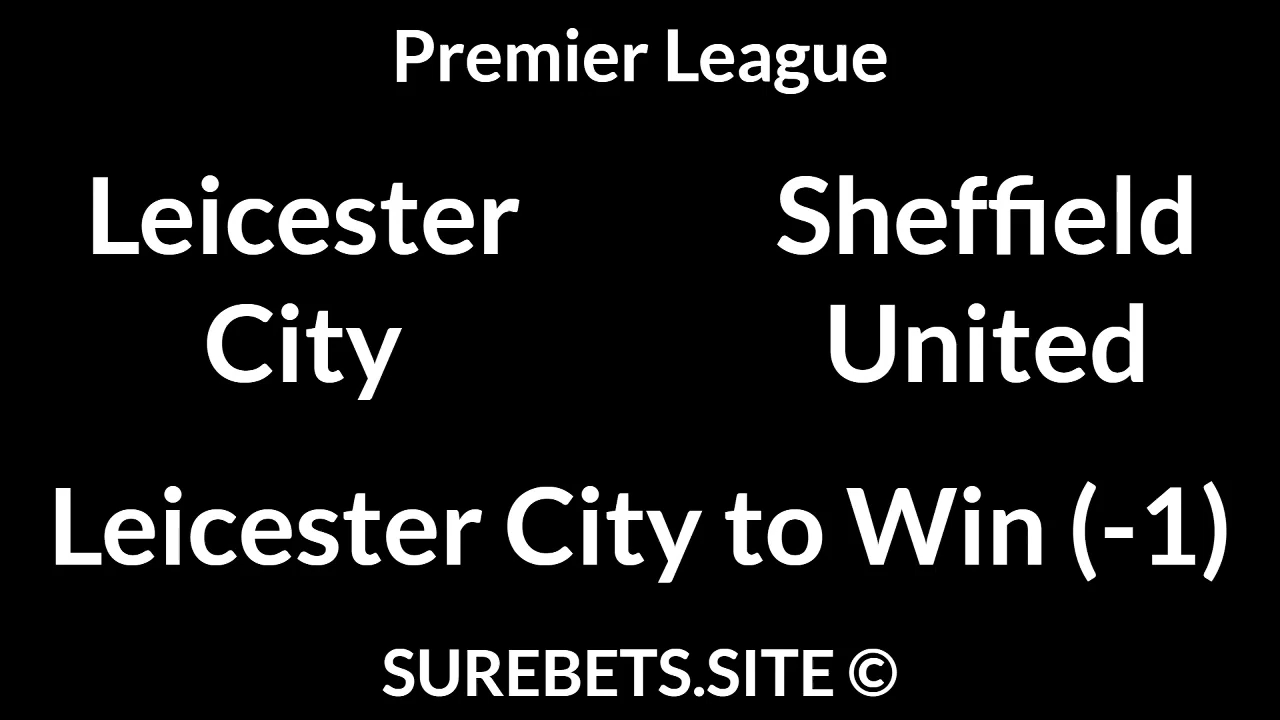 Premier League
Leicester
City
Sheffield
United
Leicester City to Win (-1)
SUREBETS.SITE ©